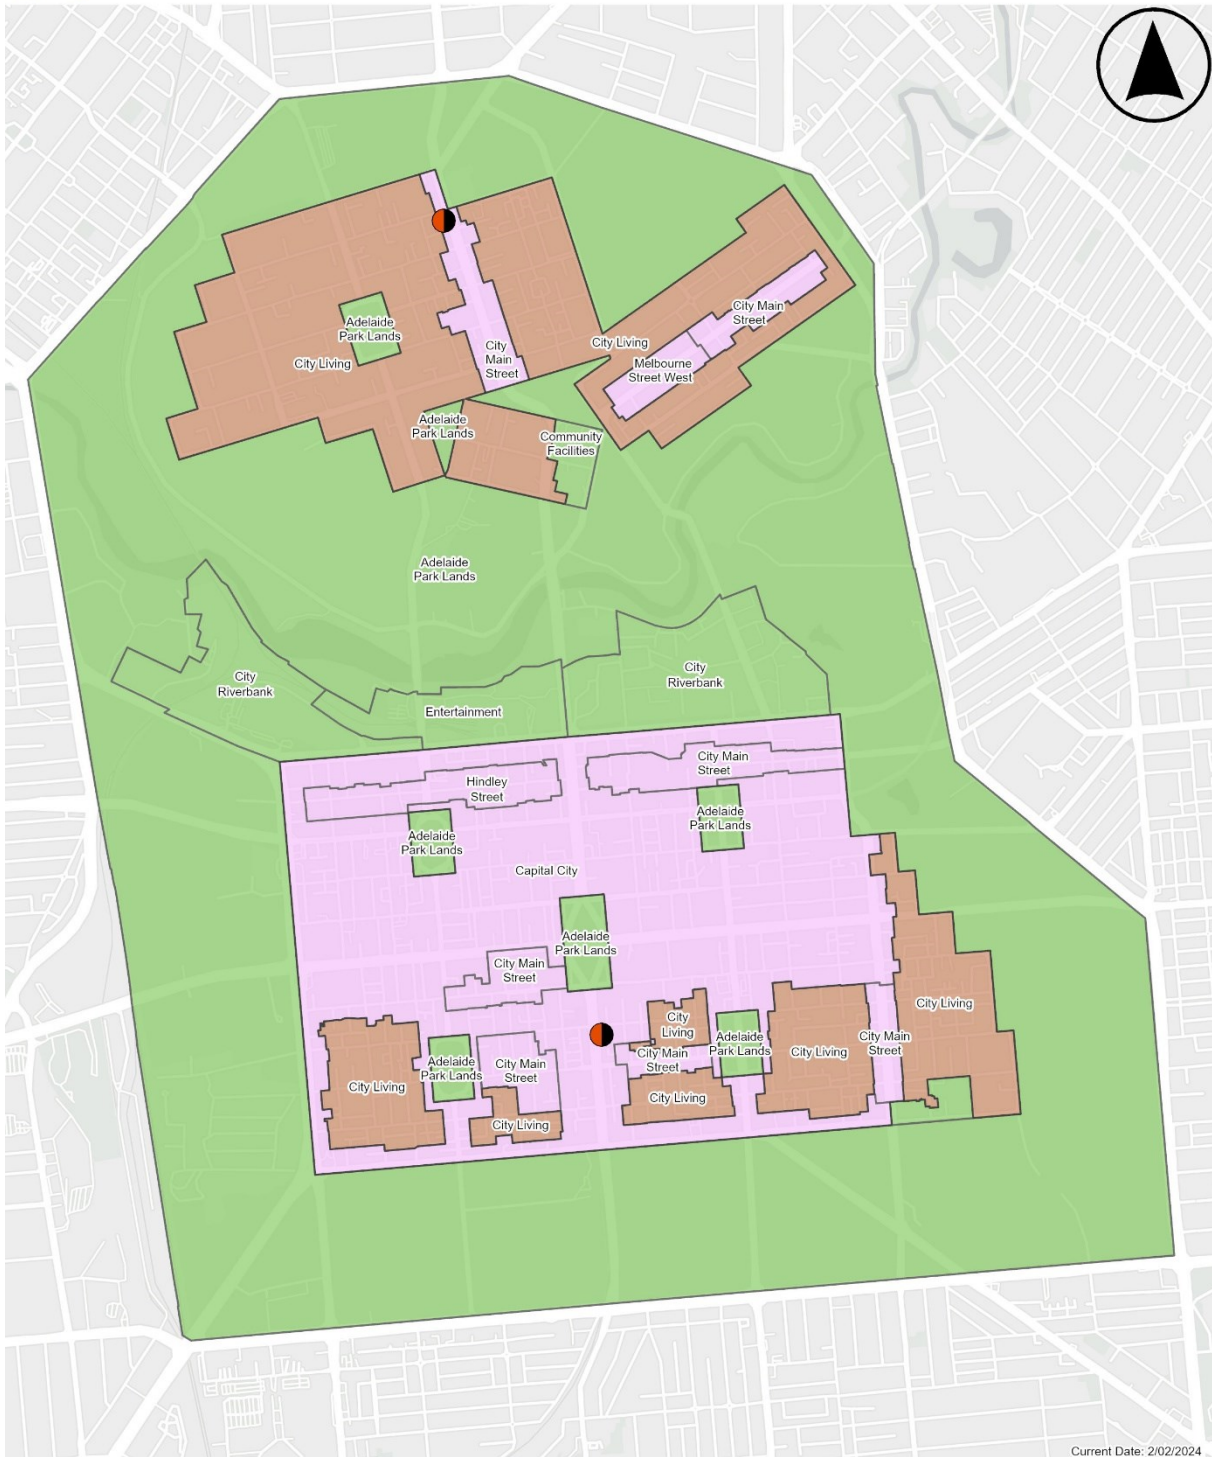 Adelaide
Park Lands
City Living
City
Main
Street
City Living
City Main
Street
Melbourne
Street West
Adelaide
Park Lands
Community
Facilities
Adelaide
Park Lands
City
Riverbank
Entertainment
City
Riverbank
Hindley
Street
City Main
Street
Adelaide
Park Lands
Adelaide
Park Lands
Capital City
Adelaide
Park Lands
City Main
Street
City Living
City Living
Adelaide
Park Lands
City Main
Street
City Living
City Main
Street
Adelaide
Park Lands
City Living
City Main
Street
City Living
City Living
City Living
Current Date: 2/02/2024